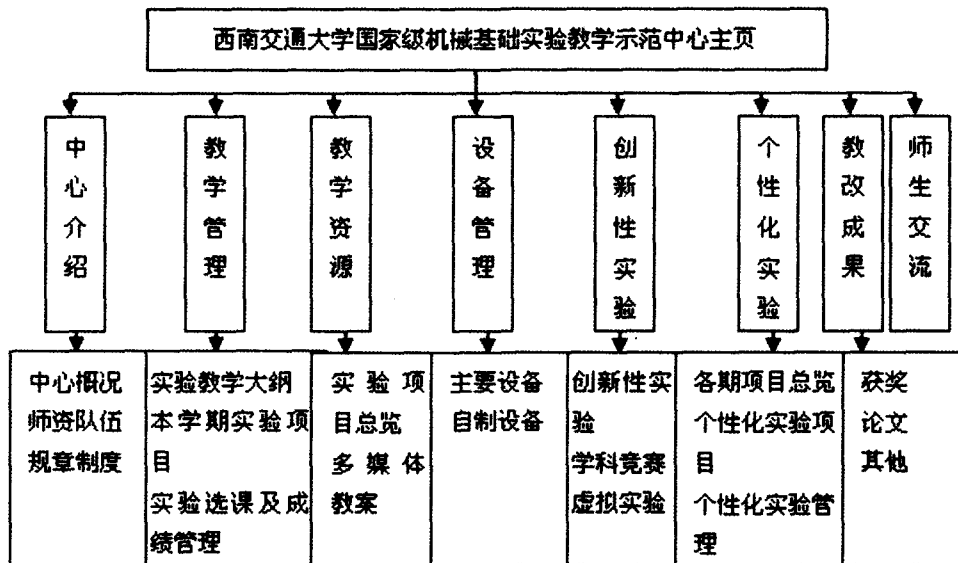 西南交通大学国家级机械基础实验教学示范中心主页
中心介绍
教学管理
教学资源
设备管理
创新性实验
个性化实验
教改成果
师生交流
中心概况
师资队伍
规章制度
实验教学大纲
本学期实验项
目
实验选课及成
绩管理
实验项
目总览
多媒体
教案
主要设备
自制设备
创新性实
验
学科竞赛
虚拟实验
各期项目总览
个性化实验项
目
个性化实验管
理
获奖
论文
其他